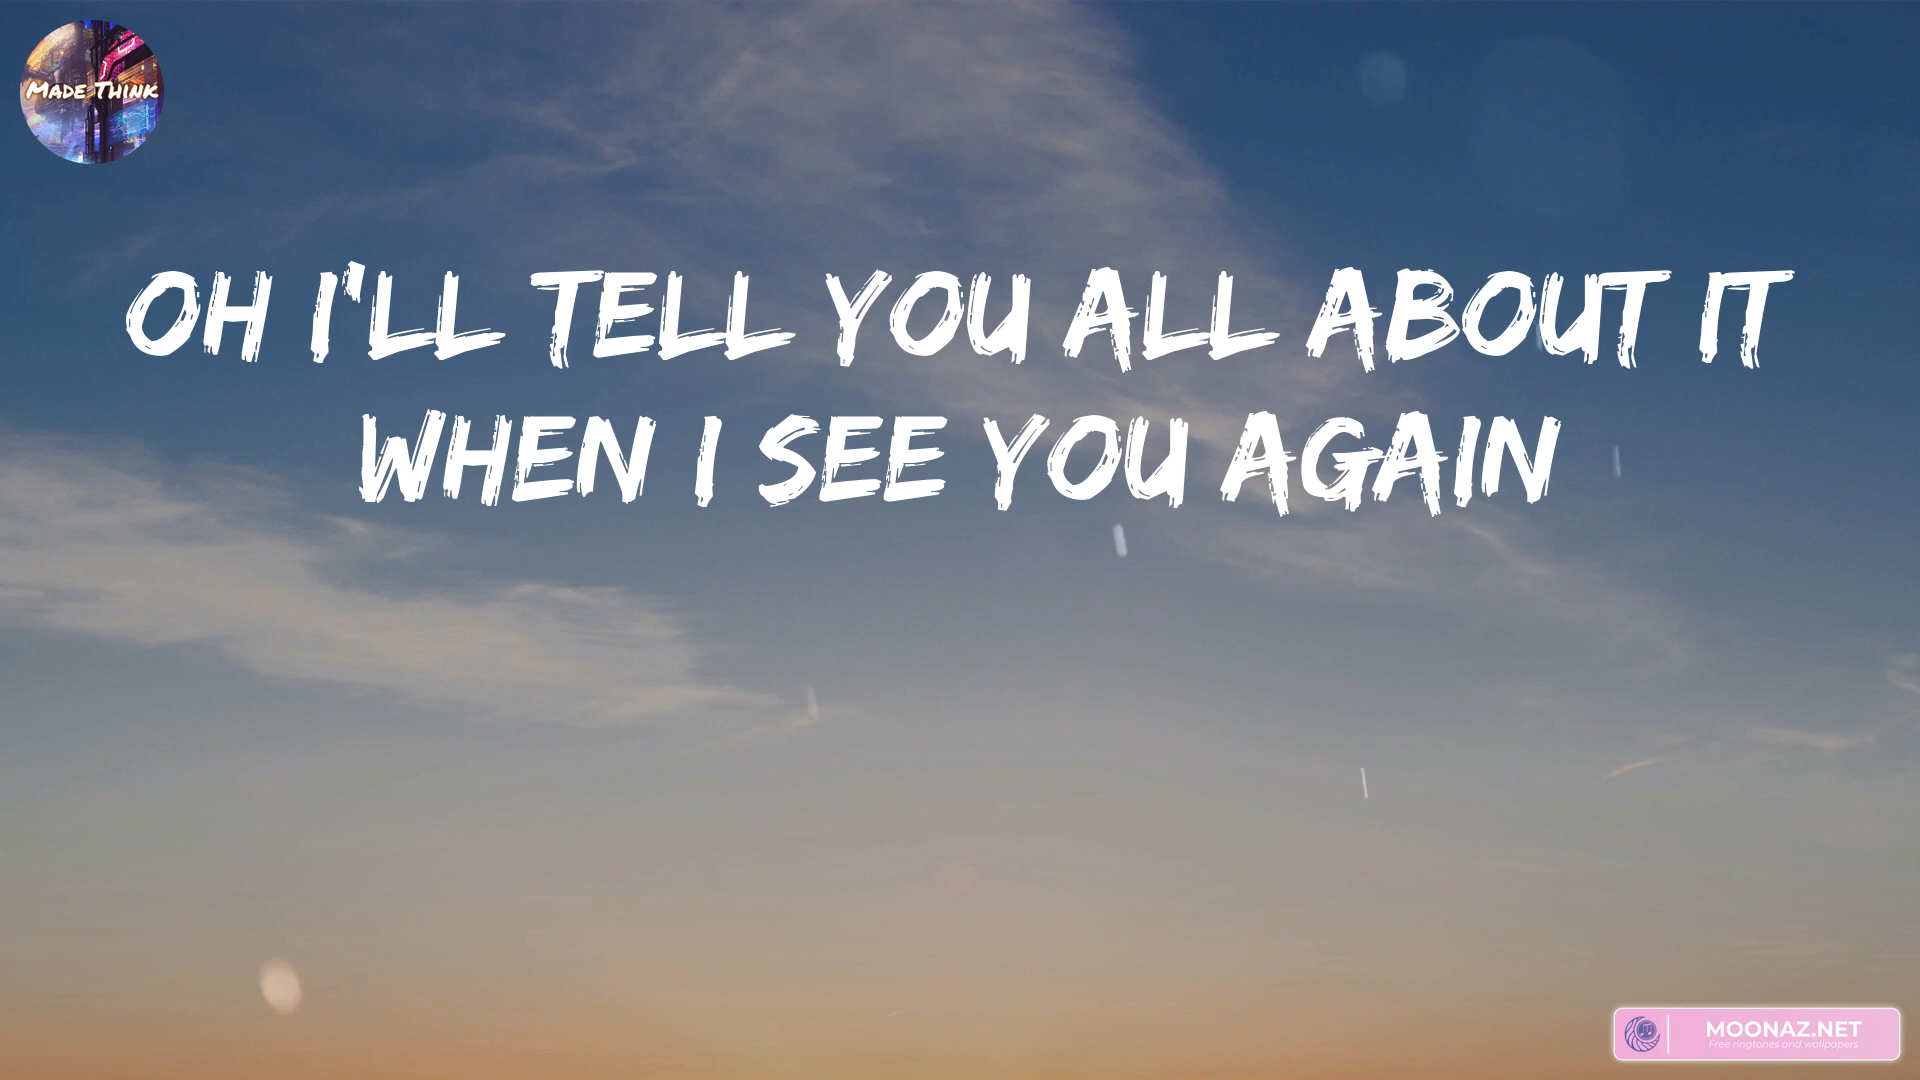 MADE THINK
OH I'LL TELL YOU ALL ABOUT IT
WHEN I SEE YOU AGAIN
MOONAZ.NET
Free ringtones and wallpapers